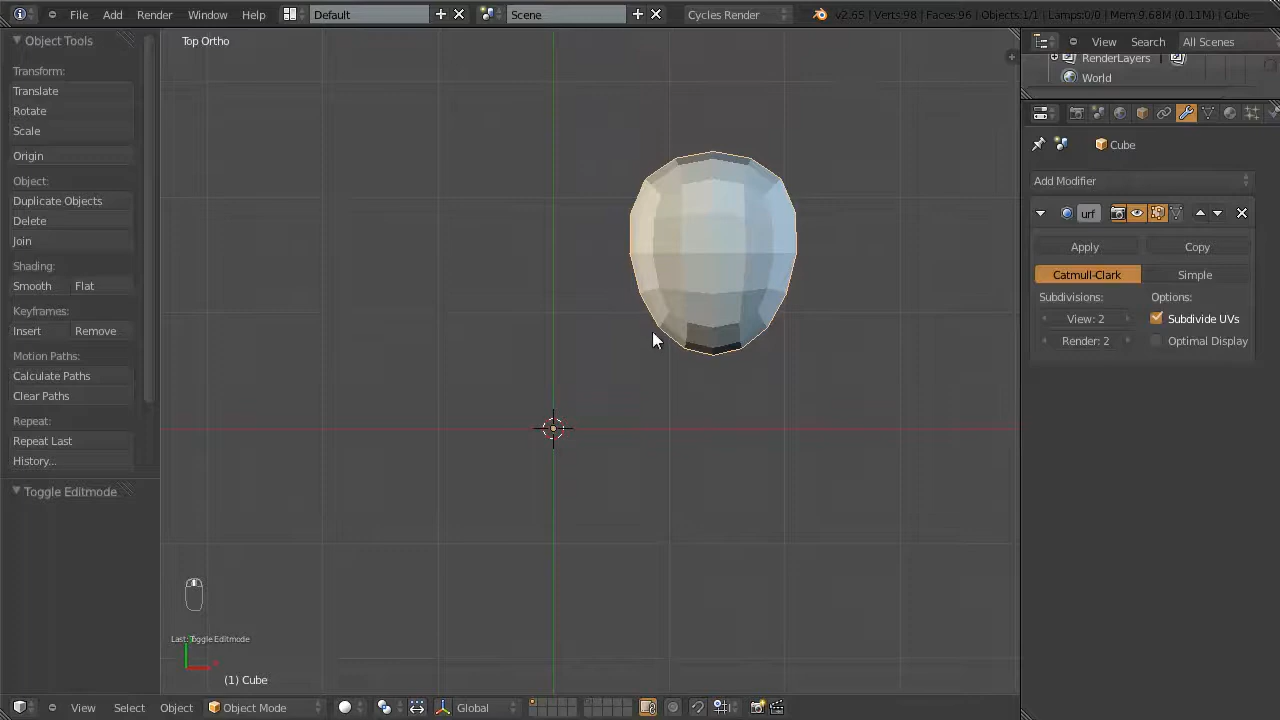 File Add Render Window Help Default Scene Cycles Render v2.65 | Verts:98 | Faces:96 | Objects:1/1 | Lamps:0/0 | Mem:9.68M (0.11M) | Cube
Object Tools
Top Ortho
View Search All Scenes
RenderLayers
World
Transform:
Translate
Rotate
Scale
Origin
Object:
Duplicate Objects
Delete
Join
Shading:
Smooth Flat
Keyframes:
Insert Remove
Motion Paths:
Calculate Paths
Clear Paths
Repeat:
Repeat Last
History...
Toggle Editmode
Cube
Add Modifier
urf
Apply Copy
Catmull-Clark Simple
Subdivisions: Options:
View: 2 Subdivide UVs
Render: 2 Optimal Display
Last: Toggle Editmode
(1) Cube
View Select Object Object Mode Global